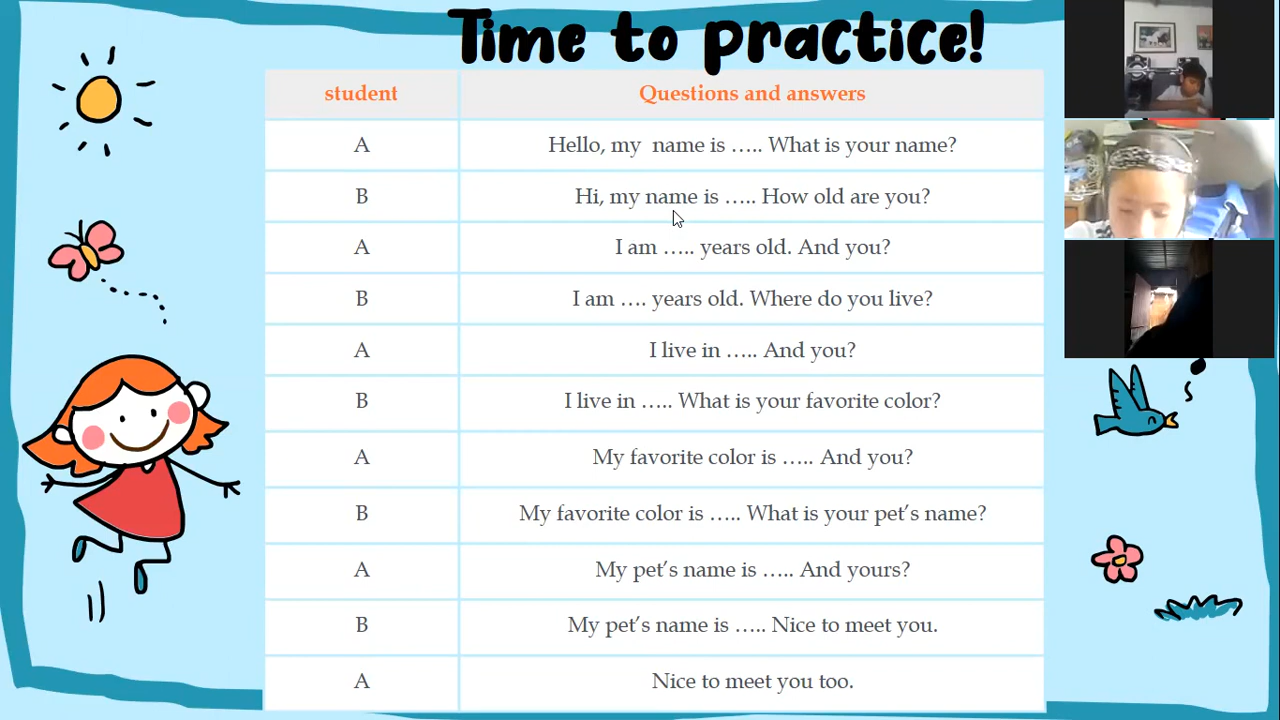 Time to practice!
student Questions and answers
A Hello, my name is ….. What is your name?
B Hi, my name is ….. How old are you?
A I am ….. years old. And you?
B I am …. years old. Where do you live?
A I live in ….. And you?
B I live in ….. What is your favorite color?
A My favorite color is ….. And you?
B My favorite color is ….. What is your pet’s name?
A My pet’s name is ….. And yours?
B My pet’s name is ….. Nice to meet you.
A Nice to meet you too.